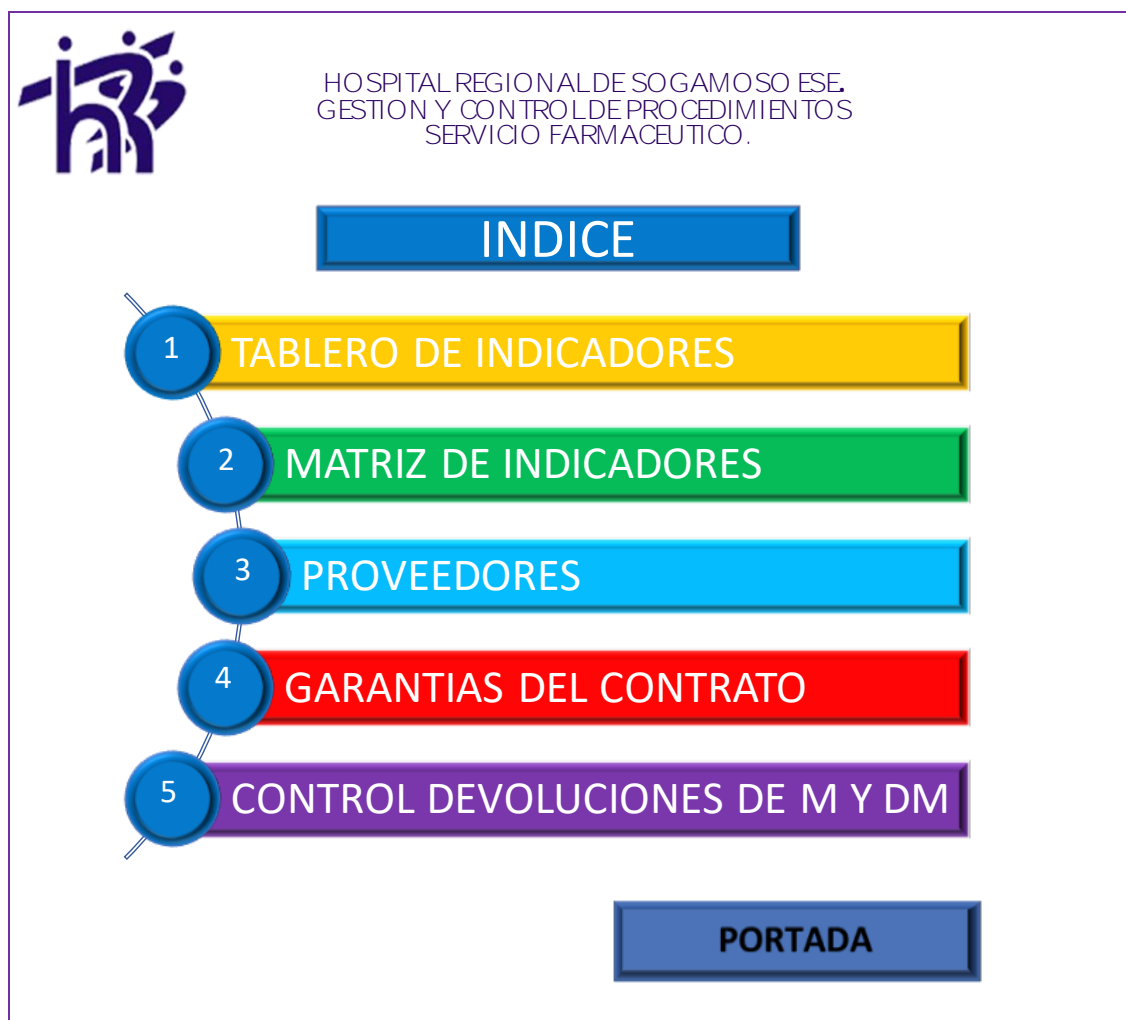 HOSPITAL REGIONAL DE SOGAMOSO ESE.
GESTION Y CONTROL DE PROCEDIMIENTOS
SERVICIO FARMACEUTICO.
INDICE
1 TABLERO DE INDICADORES
2 MATRIZ DE INDICADORES
3 PROVEEDORES
4 GARANTIAS DEL CONTRATO
5 CONTROL DEVOLUCIONES DE M Y DM
PORTADA